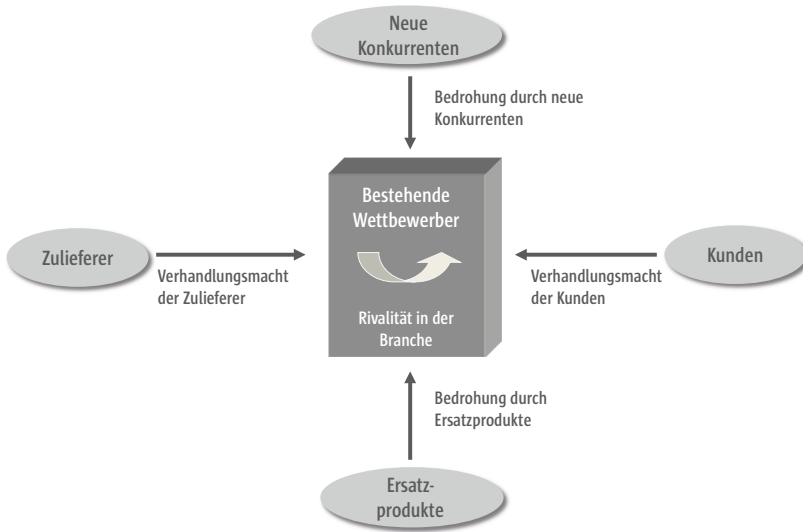 Neue
Konkurrenten
Bedrohung durch neue
Konkurrenten
Bestehende
Wettbewerber
Zulieferer
Kunden
Verhandlungsmacht
der Zulieferer
Verhandlungsmacht
der Kunden
Rivalität in der
Branche
Bedrohung durch
Ersatzprodukte
Ersatz-
produkte